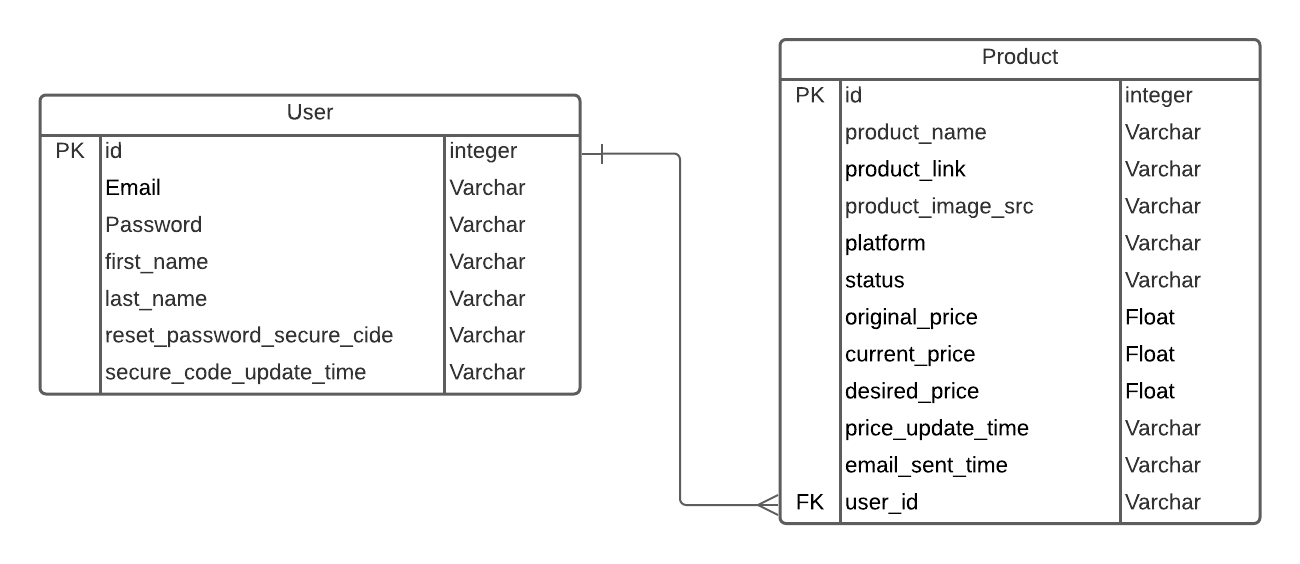 User
PK id integer
Email Varchar
Password Varchar
first_name Varchar
last_name Varchar
reset_password_secure_cide Varchar
secure_code_update_time Varchar
Product
PK id integer
product_name Varchar
product_link Varchar
product_image_src Varchar
platform Varchar
status Varchar
original_price Float
current_price Float
desired_price Float
price_update_time Varchar
email_sent_time Varchar
FK user_id Varchar